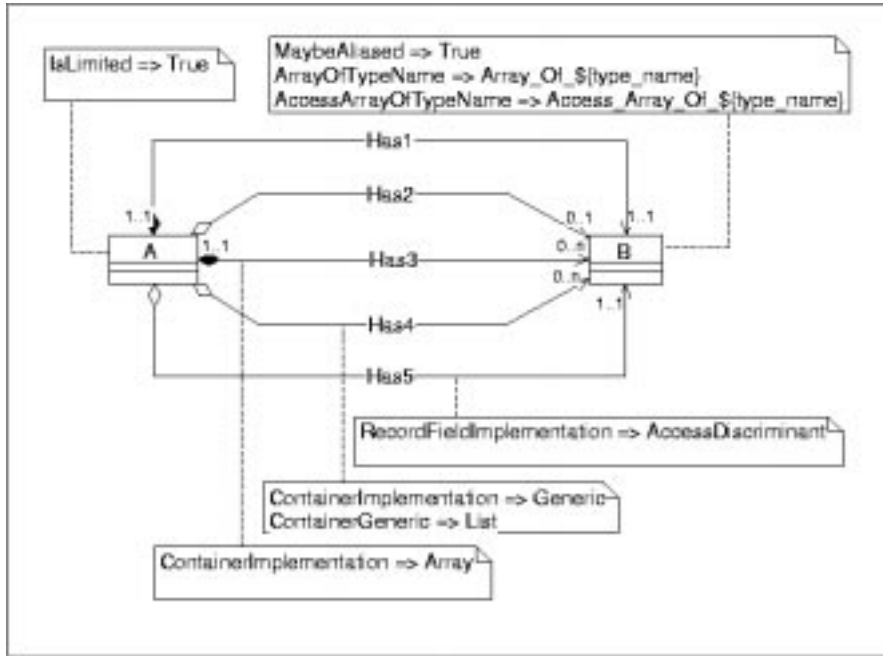 IsLimited => True
MaybeAliased => True
ArrayOfTypeName => Array_Of_${type_name}
AccessArrayOfTypeName => Access_Array_Of_${type_name}
Has1
Has2
1..1
0..1
1..1
A
1..1
Has3
0..n
B
0..n
1..1
Has4
Has5
RecordFieldImplementation => AccessDiscriminant
ContainerImplementation => Generic
ContainerGeneric => List
ContainerImplementation => Array